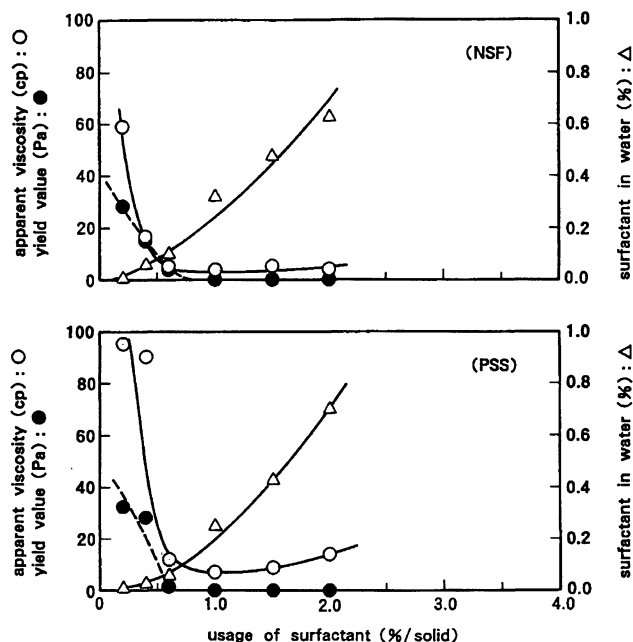 apparent viscosity (cp) : ○
yield value (Pa) : ●
100
80
60
40
20
0
(NSF)
1.0
0.8
0.6
0.4
0.2
0.0
surfactant in water (%) : △
apparent viscosity (cp) : ○
yield value (Pa) : ●
100
80
60
40
20
0
(PSS)
1.0
0.8
0.6
0.4
0.2
0.0
surfactant in water (%) : △
0 1.0 2.0 3.0 4.0
usage of surfactant (%/solid)